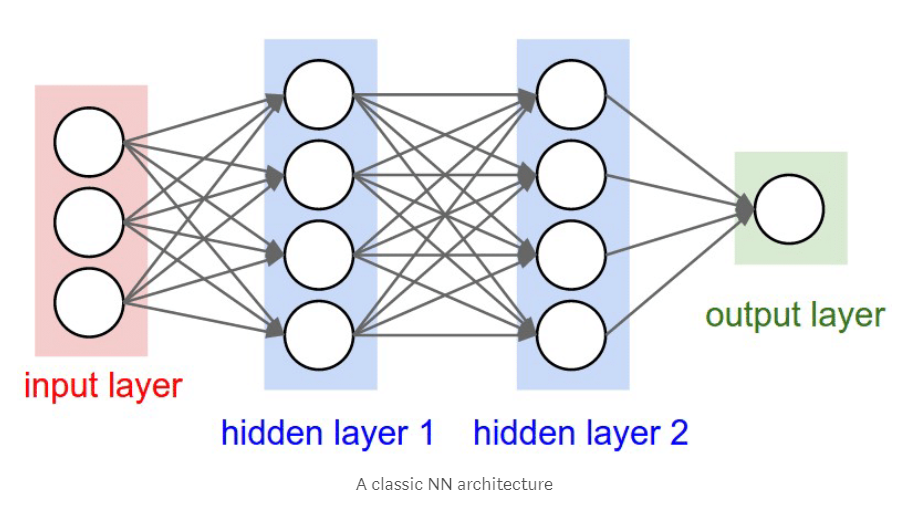 input layer
hidden layer 1
hidden layer 2
output layer
A classic NN architecture